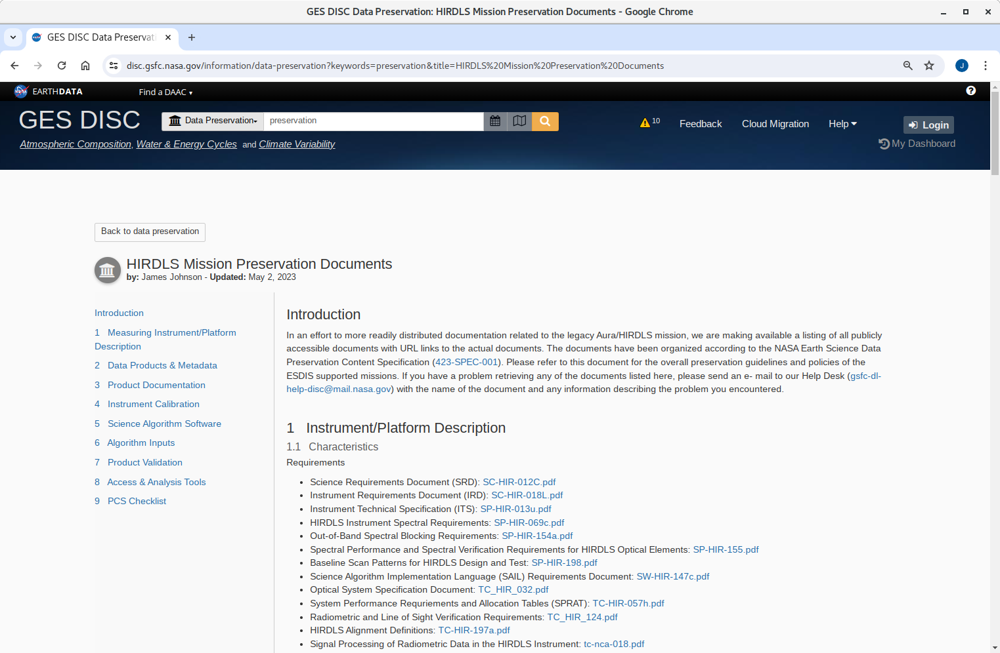 GES DISC Data Preservation: HIRDLS Mission Preservation Documents - Google Chrome
GES DISC Data Preservati
disc.gsfc.nasa.gov/information/data-preservation?keywords=preservation&title=HIRDLS%20Mission%20Preservation%20Documents
J
EARTHDATA
Find a DAAC ▾
GES DISC
Data Preservation
preservation
10
Feedback
Cloud Migration
Help
Login
Atmospheric Composition, Water & Energy Cycles and Climate Variability
My Dashboard
Back to data preservation
HIRDLS Mission Preservation Documents
by: James Johnson - Updated: May 2, 2023
Introduction
1 Measuring Instrument/Platform
Description
2 Data Products & Metadata
3 Product Documentation
4 Instrument Calibration
5 Science Algorithm Software
6 Algorithm Inputs
7 Product Validation
8 Access & Analysis Tools
9 PCS Checklist
Introduction
In an effort to more readily distributed documentation related to the legacy Aura/HIRDLS mission, we are making available a listing of all publicly
accessible documents with URL links to the actual documents. The documents have been organized according to the NASA Earth Science Data
Preservation Content Specification (423-SPEC-001). Please refer to this document for the overall preservation guidelines and policies of the
ESDIS supported missions. If you have a problem retrieving any of the documents listed here, please send an e- mail to our Help Desk (gsfc-dl-
help-disc@mail.nasa.gov) with the name of the document and any information describing the problem you encountered.
1 Instrument/Platform Description
1.1 Characteristics
Requirements
• Science Requirements Document (SRD): SC-HIR-012C.pdf
• Instrument Requirements Document (IRD): SC-HIR-018L.pdf
• Instrument Technical Specification (ITS): SP-HIR-013u.pdf
• HIRDLS Instrument Spectral Requirements: SP-HIR-069c.pdf
• Out-of-Band Spectral Blocking Requirements: SP-HIR-154a.pdf
• Spectral Performance and Spectral Verification Requirements for HIRDLS Optical Elements: SP-HIR-155.pdf
• Baseline Scan Patterns for HIRDLS Design and Test: SP-HIR-198.pdf
• Science Algorithm Implementation Language (SAIL) Requirements Document: SW-HIR-147c.pdf
• Optical System Specification Document: TC_HIR_032.pdf
• System Performance Requriements and Allocation Tables (SPRAT): TC-HIR-057h.pdf
• Radiometric and Line of Sight Verification Requirements: TC_HIR_124.pdf
• HIRDLS Alignment Definitions: TC-HIR-197a.pdf
• Signal Processing of Radiometric Data in the HIRDLS Instrument: tc-nca-018.pdf